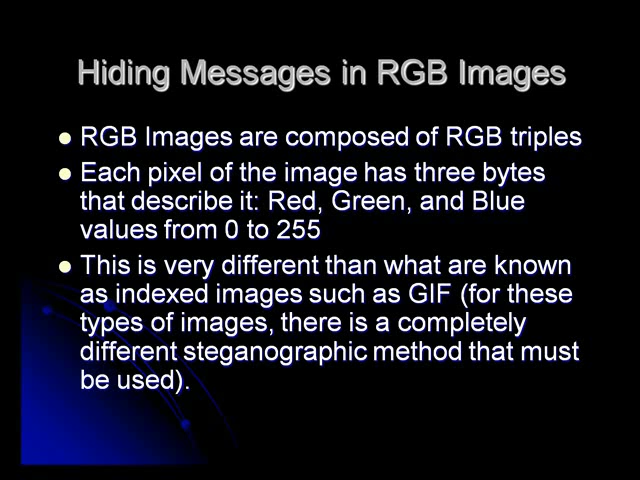 Hiding Messages in RGB Images
RGB Images are composed of RGB triples
Each pixel of the image has three bytes
that describe it: Red, Green, and Blue
values from 0 to 255
This is very different than what are known
as indexed images such as GIF (for these
types of images, there is a completely
different steganographic method that must
be used).